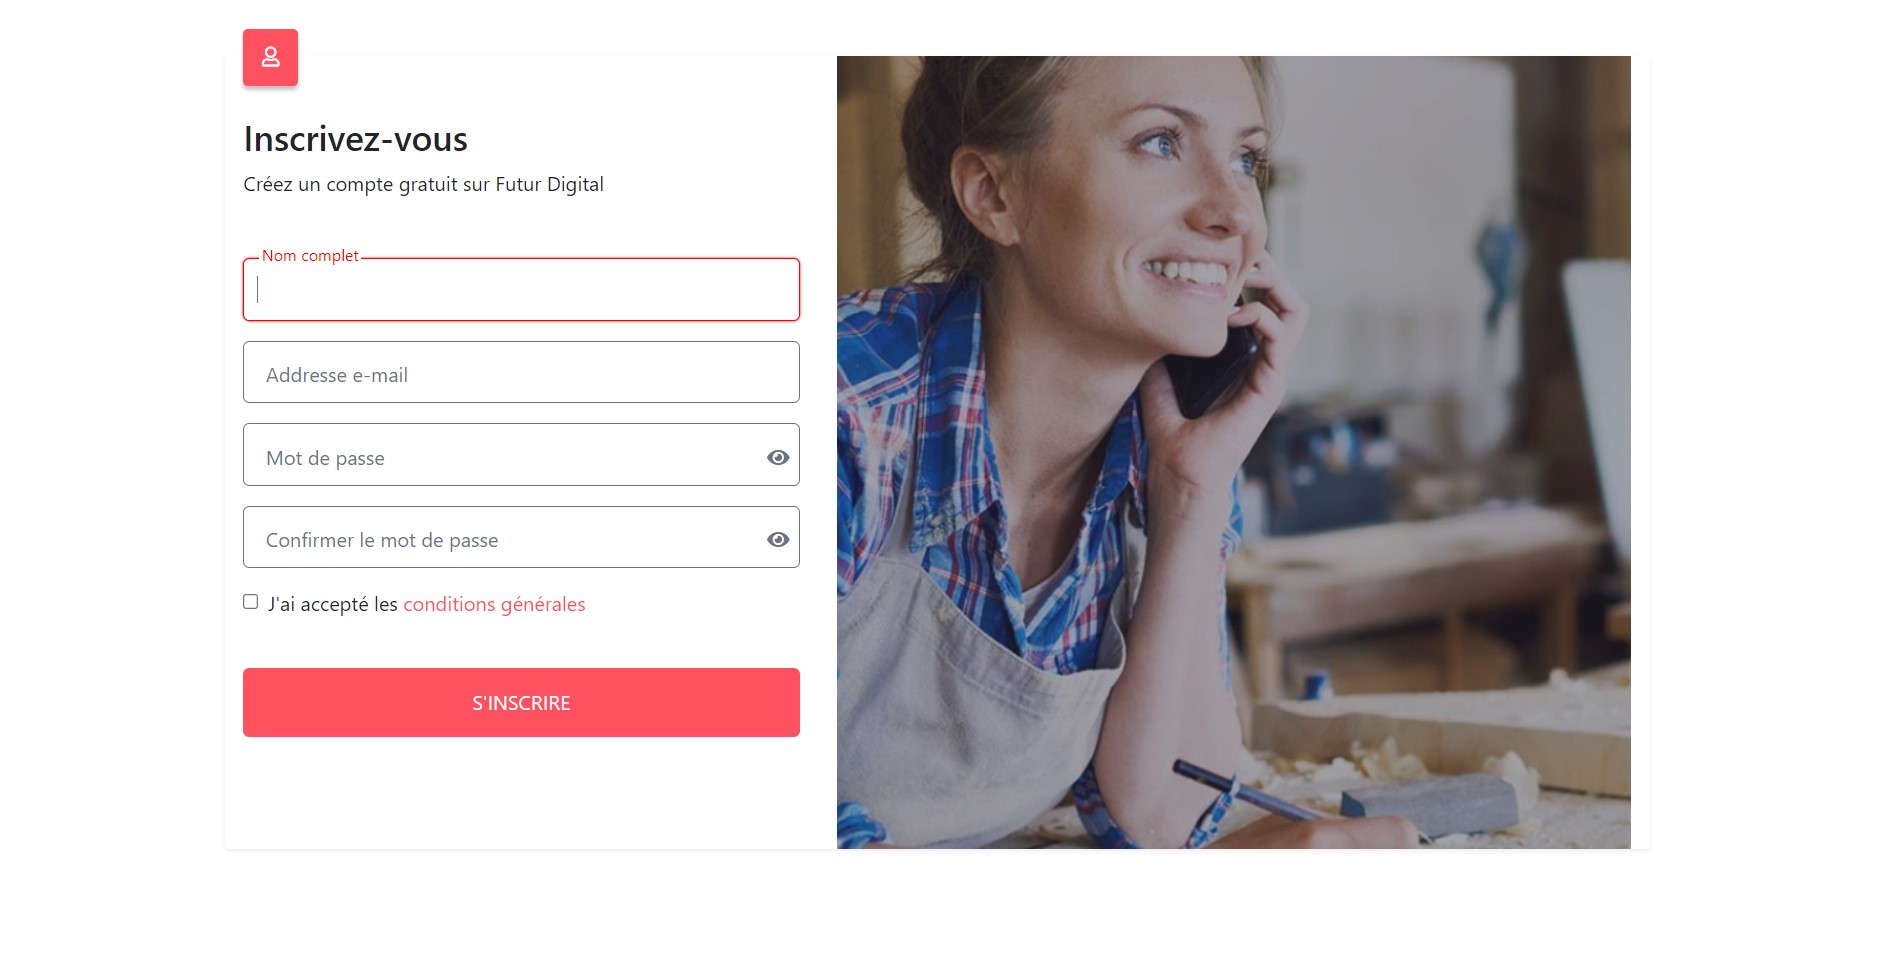 Inscrivez-vous
Créez un compte gratuit sur Futur Digital
Nom complet
Addresse e-mail
Mot de passe
Confirmer le mot de passe
J'ai accepté les conditions générales
S'INSCRIRE